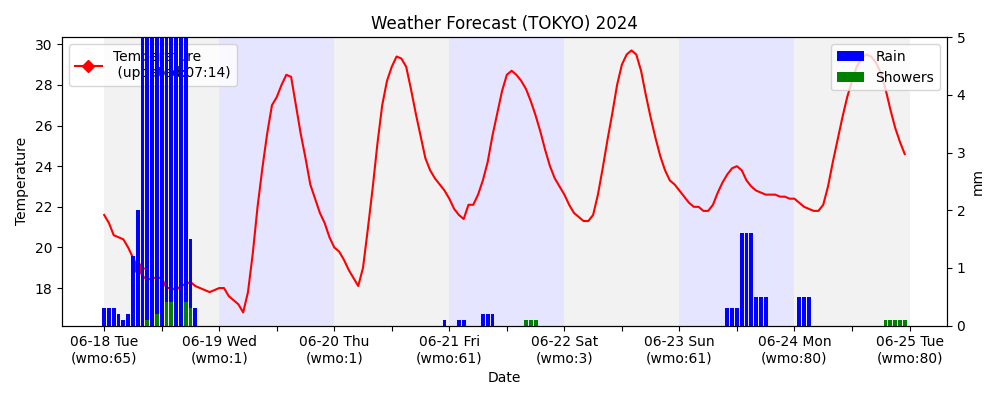 Weather Forecast (TOKYO) 2024
Temperature
Rain
Showers
Temperature
mm
30
28
26
24
22
20
18
5
4
3
2
1
0
06-18 Tue 06-19 Wed 06-20 Thu 06-21 Fri 06-22 Sat 06-23 Sun 06-24 Mon 06-25 Tue
(wmo:65) (wmo:1) (wmo:1) (wmo:61) (wmo:3) (wmo:61) (wmo:80) (wmo:80)
Date